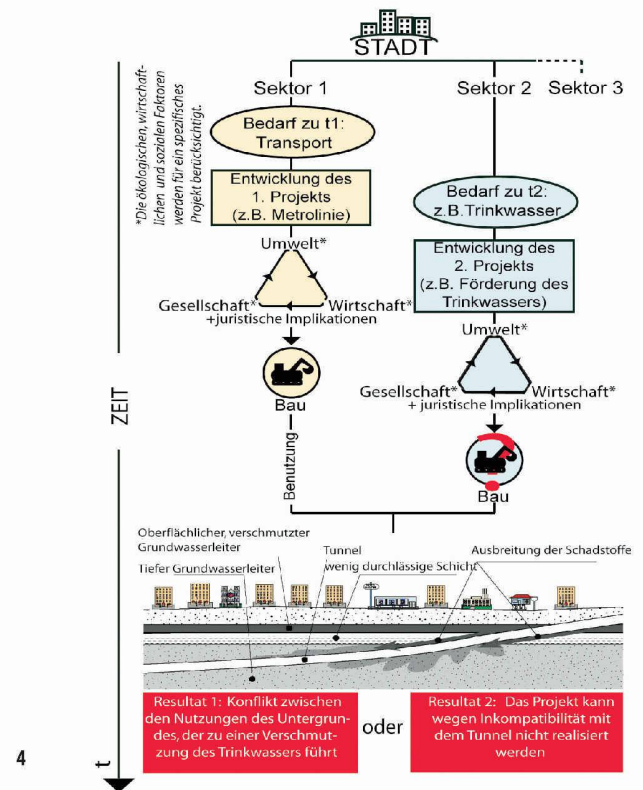 STADT
Sektor 1
Sektor 2
Sektor 3
*Die ökologischen, wirtschaft-
lichen und sozialen Faktoren
werden für ein spezifisches
Projekt berücksichtigt.
Bedarf zu t1:
Transport
Entwicklung des
1. Projekts
(z.B. Metrolinie)
Umwelt*
Gesellschaft*
Wirtschaft*
+juristische Implikationen
Bau
Benutzung
Bedarf zu t2:
z.B.Trinkwasser
Entwicklung des
2. Projekts
(z.B. Förderung des
Trinkwassers)
Umwelt*
Gesellschaft*
Wirtschaft*
+ juristische Implikationen
Bau
ZEIT
Oberflächlicher, verschmutzter
Grundwasserleiter
Tiefer Grundwasserleiter
Tunnel
wenig durchlässige Schicht
Ausbreitung der Schadstoffe
Resultat 1: Konflikt zwischen
den Nutzungen des Untergrun-
des, der zu einer Verschmut-
zung des Trinkwassers führt
oder
Resultat 2: Das Projekt kann
wegen Inkompatibilität mit
dem Tunnel nicht realisiert
werden
4
t